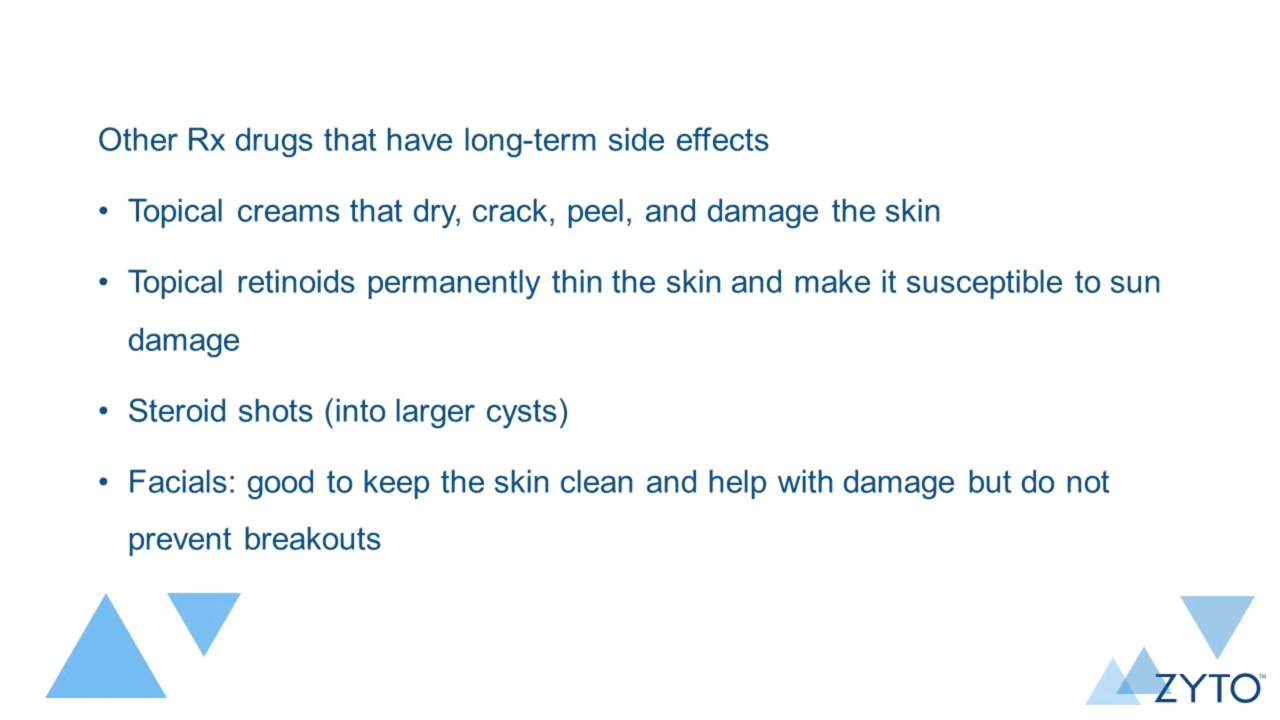 Other Rx drugs that have long-term side effects
• Topical creams that dry, crack, peel, and damage the skin
• Topical retinoids permanently thin the skin and make it susceptible to sun
damage
• Steroid shots (into larger cysts)
• Facials: good to keep the skin clean and help with damage but do not
prevent breakouts
ZYTO™